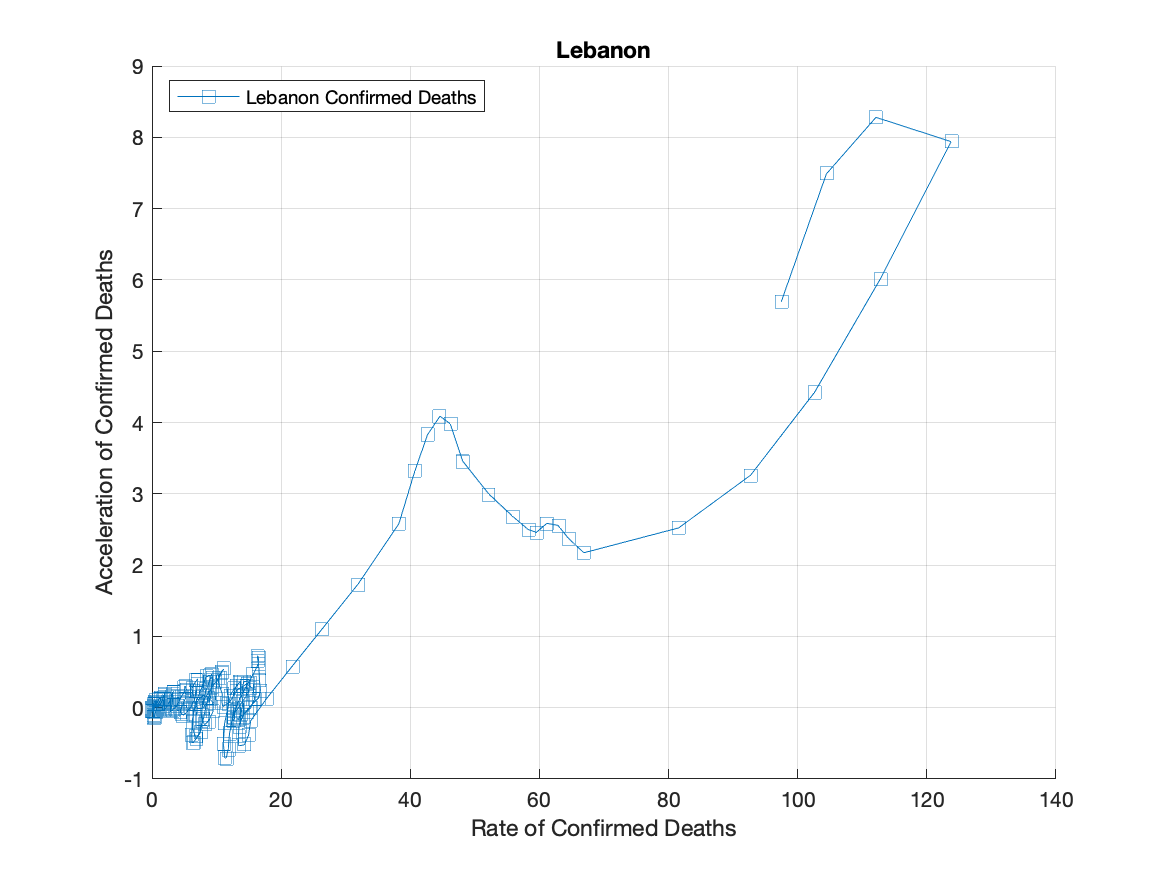 Lebanon
Lebanon Confirmed Deaths
9
8
7
6
5
4
3
2
1
0
-1
Acceleration of Confirmed Deaths
0 20 40 60 80 100 120 140
Rate of Confirmed Deaths